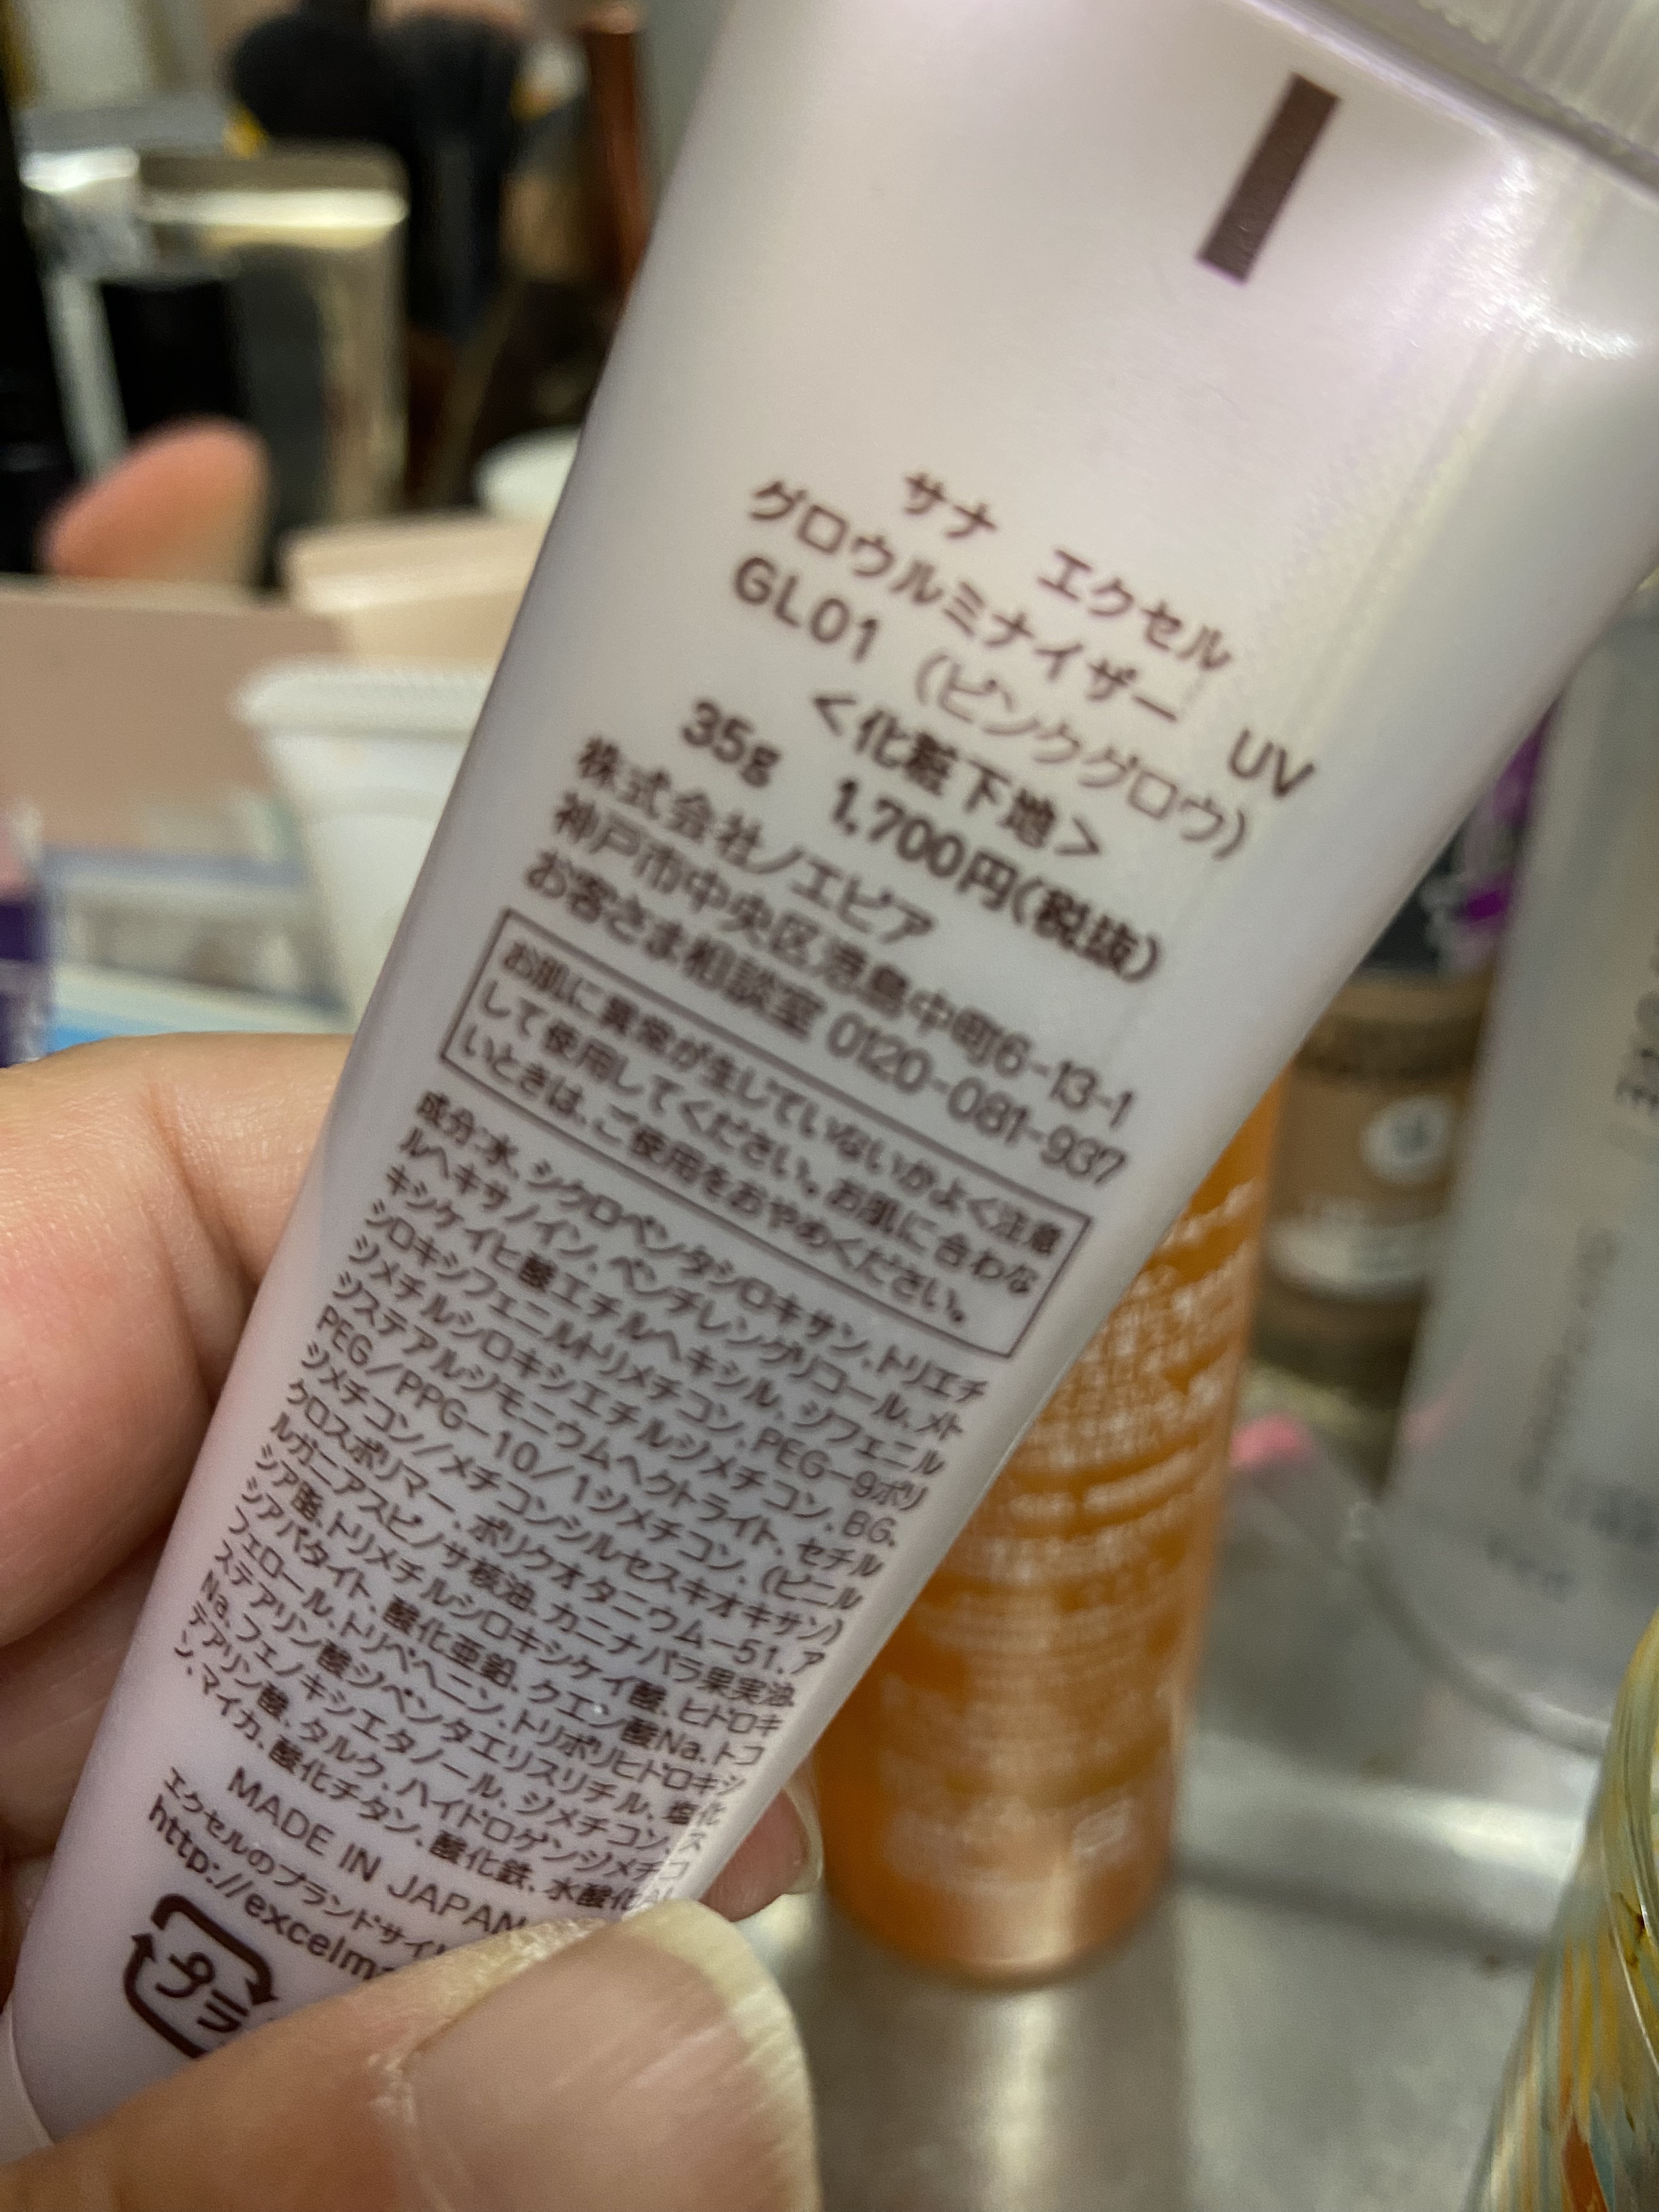 サナ エクセル
グロウルミナイザー UV
GL01 (ピンクグロウ)
<化粧下地>
35g 1,700円(税抜)
株式会社ノエビア
神戸市中央区港島中町6-13-1
お客さま相談室 0120-081-937
お肌に異常が生じていないかよく注意
して使用してください。お肌に合わな
いときは、ご使用をおやめください。
成分:水、シクロペンタシロキサン、トリエチ
ルヘキサノイン、ペンチレングリコール、メト
キシケイヒ酸エチルヘキシル、ジフェニル
シロキシフェニルトリメチコン、PEG-9ポリ
ジメチルシロキシエチルジメチコン、BG、
ジステアルジモニウムヘクトライト、セチル
PEG/PPG-10/1ジメチコン、(ビニル
ジメチコン/メチコンシルセスキオキサン)
クロスポリマー、ポリクオタニウム-51、ア
ルガニアスピノサ核油、カニナバラ果実油、
シア脂、トリメチルシロキシケイ酸、ヒドロキ
シアパタイト、酸化亜鉛、クエン酸Na、トコ
フェロール、トリペヘニン、トリポリヒドロキシ
ステアリン酸ジペンタエリスリチル、塩化
Na、フェノキシエタノール、ジメチコン、ス
テアリン酸、タルク、ハイドロゲンジメチコ
ン、マイカ、酸化チタン、酸化鉄、水酸化Al
MADE IN JAPAN
エクセルのブランドサイト
http://excelma
プラ